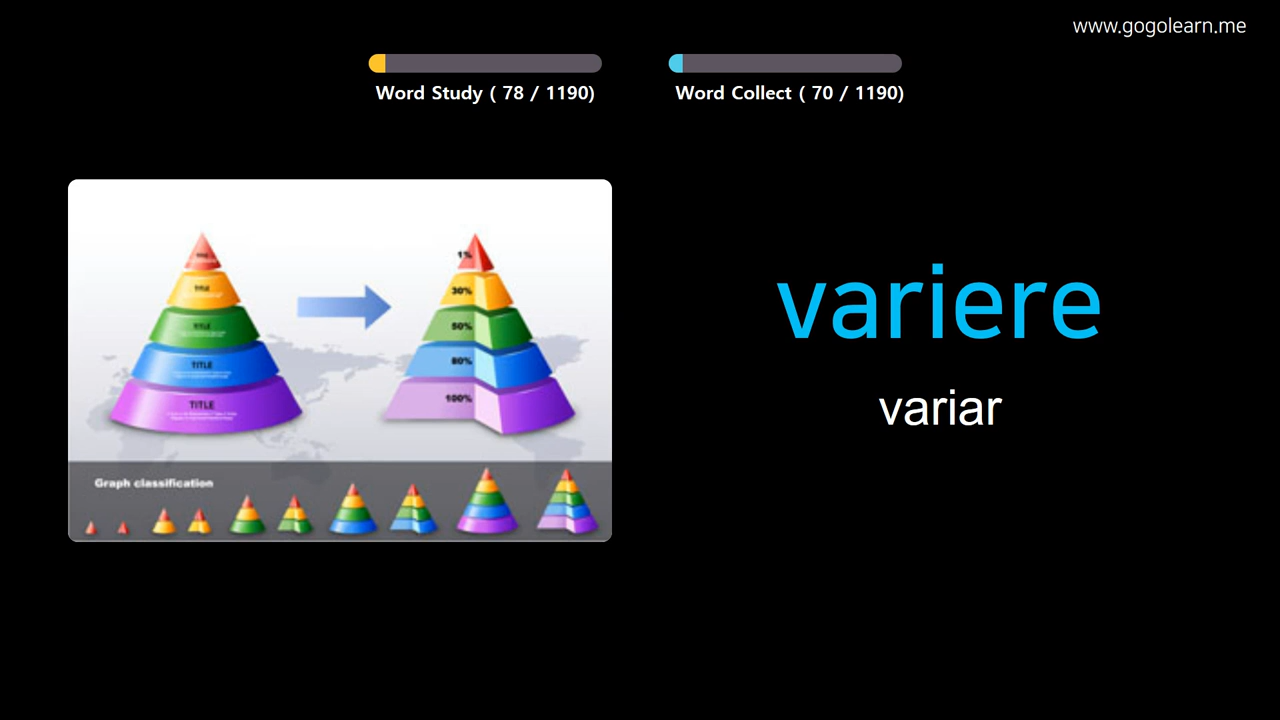 www.gogolearn.me
Word Study ( 78 / 1190)
Word Collect ( 70 / 1190)
TITLE
TITLE
TITLE
TITLE
1%
30%
50%
80%
100%
Graph classification
variere
variar